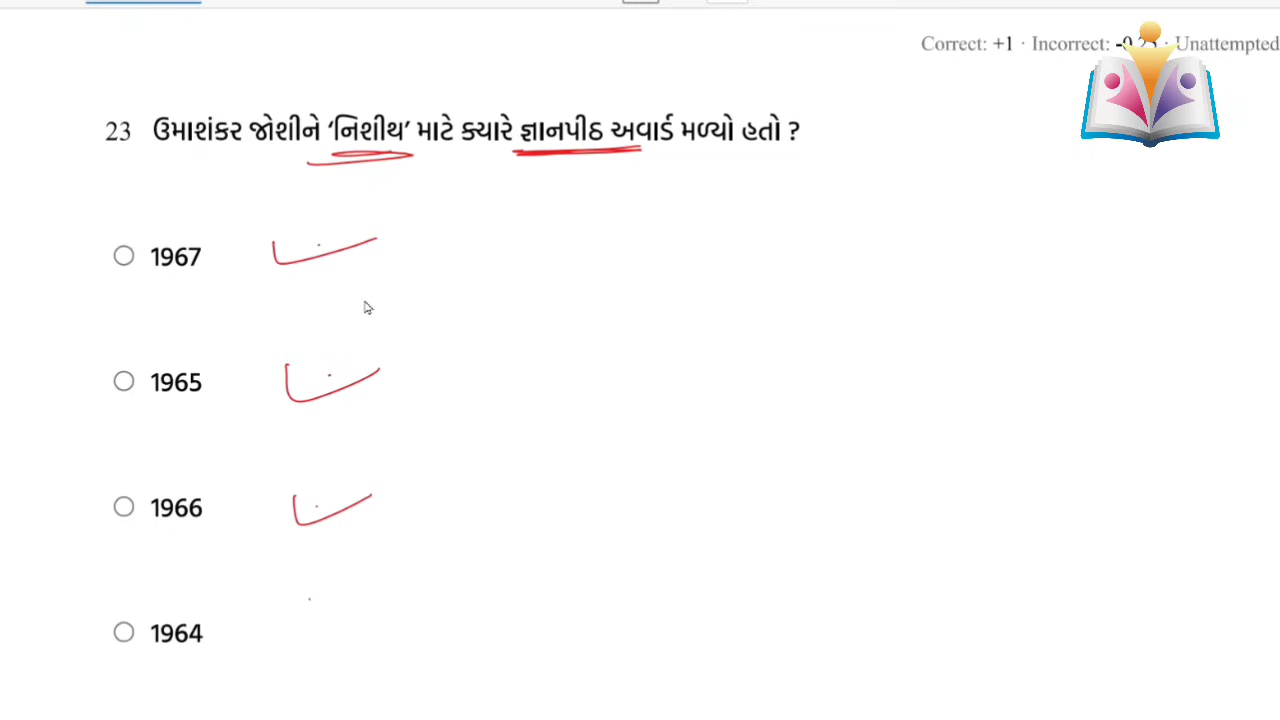 Correct: +1 · Incorrect: · Unattempted
23 ઉમાશંકર જોશીને ‘નિશીથ’ માટે ક્યારે જ્ઞાનપીઠ અવાર્ડ મળ્યો હતો ?
1967
1965
1966
1964